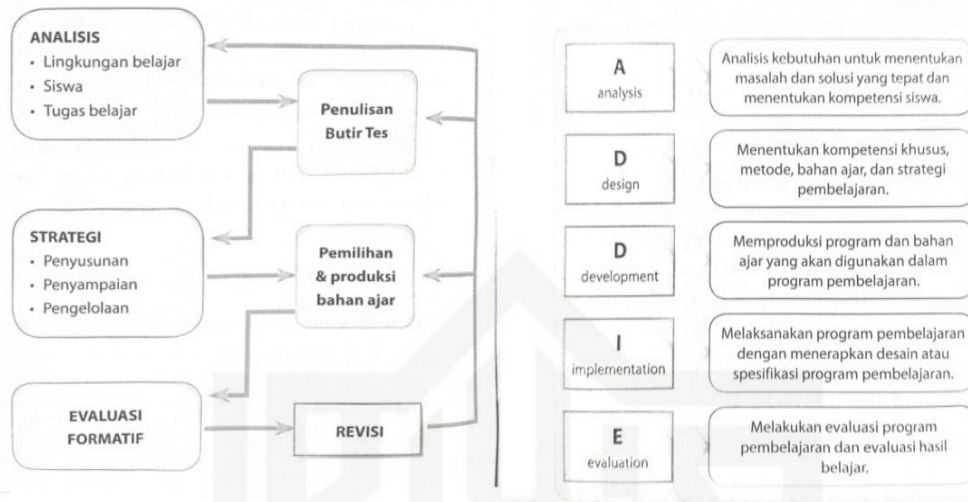 ANALISIS
• Lingkungan belajar
• Siswa
• Tugas belajar
Penulisan
Butir Tes
STRATEGI
• Penyusunan
• Penyampaian
• Pengelolaan
Pemilihan
& produksi
bahan ajar
EVALUASI
FORMATIF
REVISI
A
analysis
Analisis kebutuhan untuk menentukan
masalah dan solusi yang tepat dan
menentukan kompetensi siswa.
D
design
Menentukan kompetensi khusus,
metode, bahan ajar, dan strategi
pembelajaran.
D
development
Memproduksi program dan bahan
ajar yang akan digunakan dalam
program pembelajaran.
I
implementation
Melaksanakan program pembelajaran
dengan menerapkan desain atau
spesifikasi program pembelajaran.
E
evaluation
Melakukan evaluasi program
pembelajaran dan evaluasi hasil
belajar.